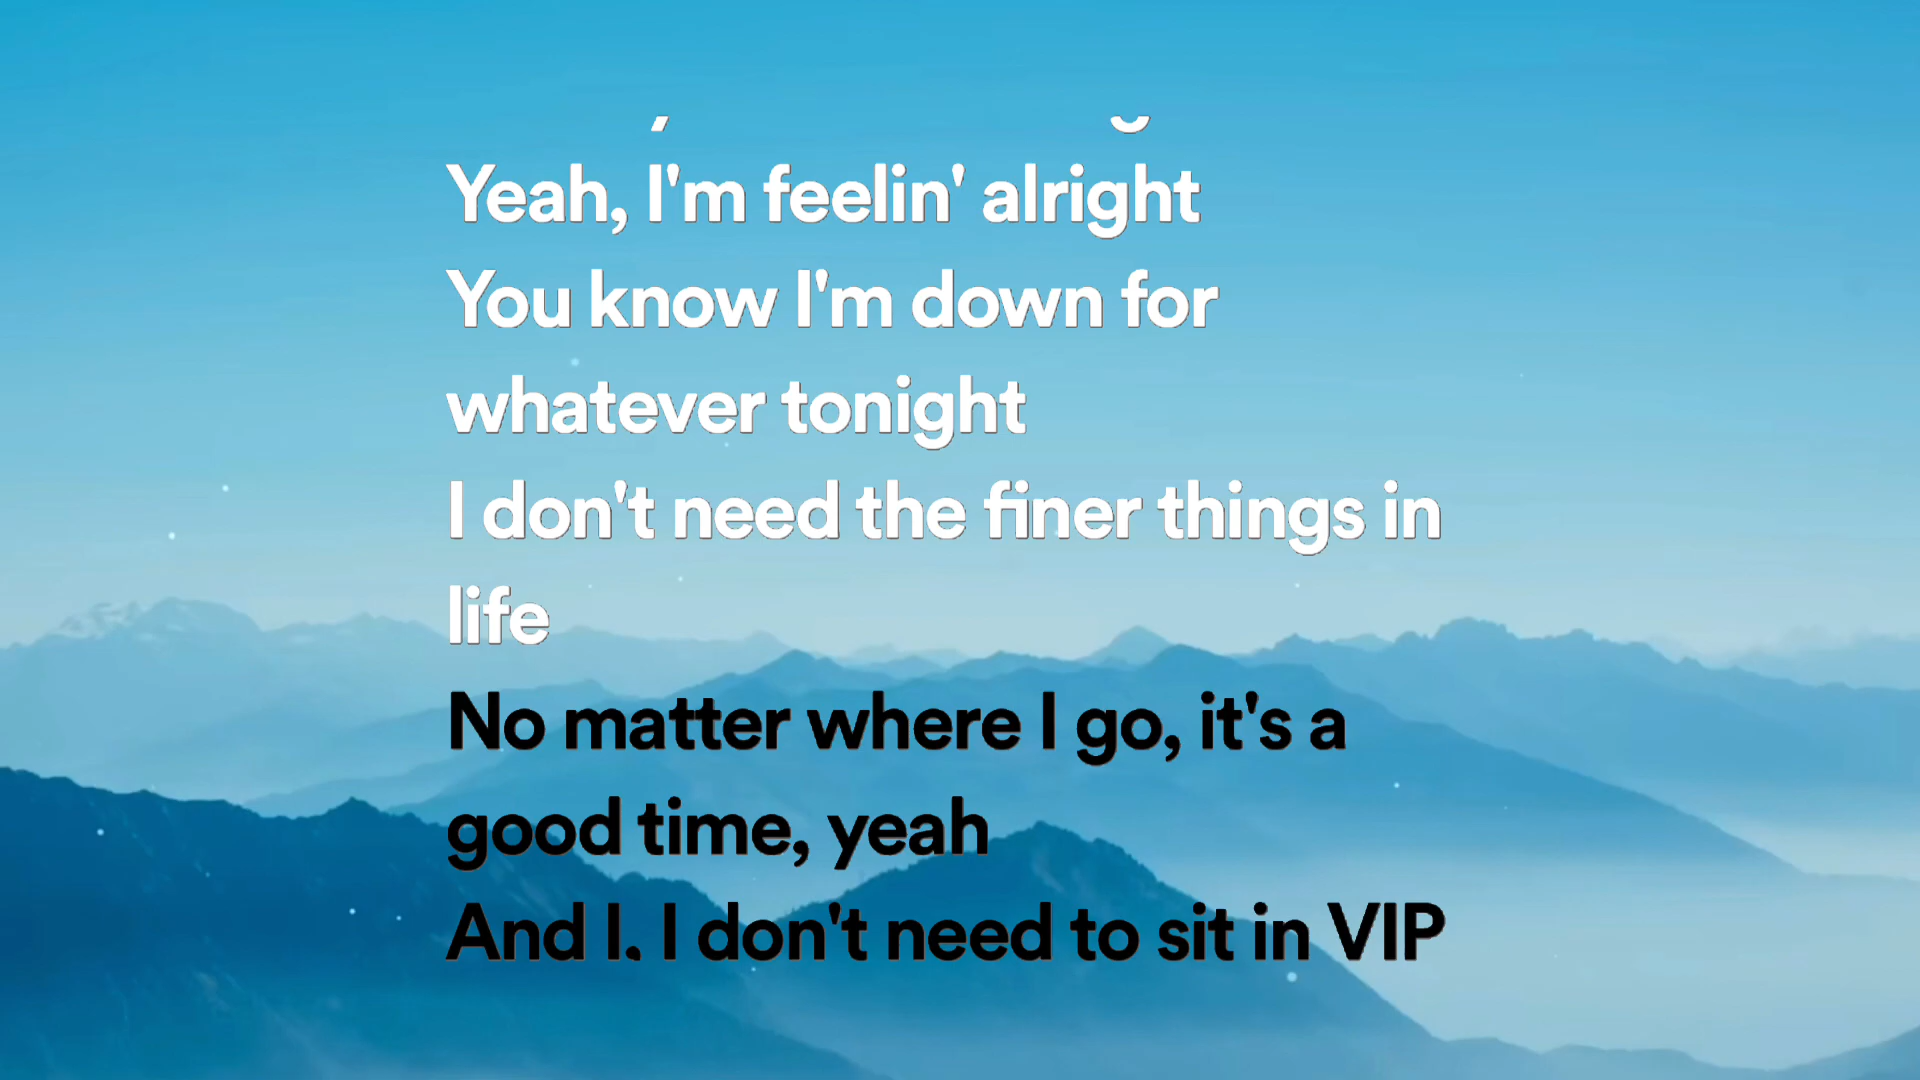 Yeah, I'm feelin' alright
You know I'm down for
whatever tonight
I don't need the finer things in
life
No matter where I go, it's a
good time, yeah
And I, I don't need to sit in VIP